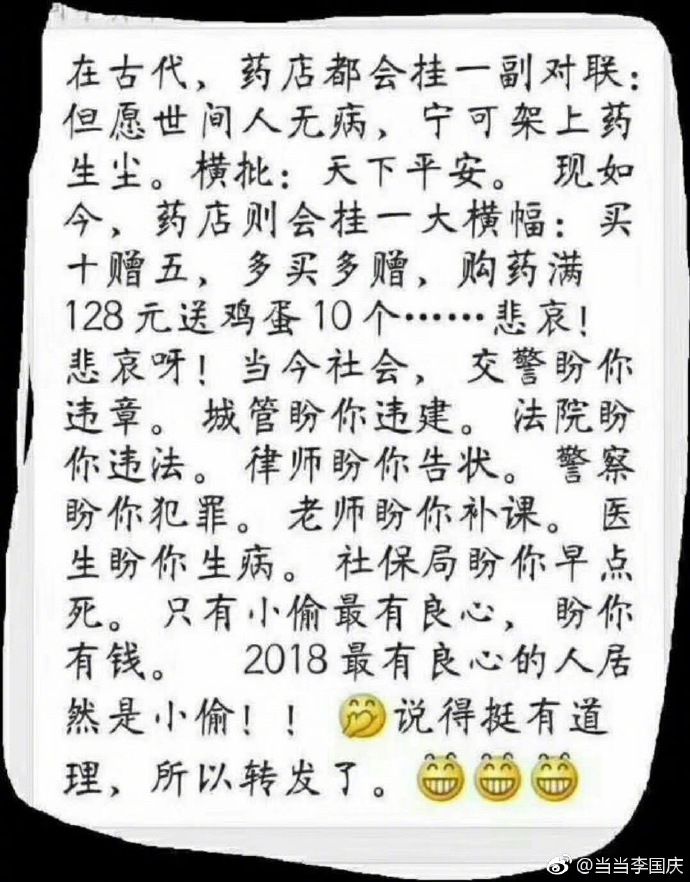 在古代，药店都会挂一副对联：
但愿世间人无病，宁可架上药
生尘。横批：天下平安。 现如
今，药店则会挂一大横幅：买
十赠五，多买多赠，购药满
128元送鸡蛋10个……悲哀！
悲哀呀！当今社会， 交警盼你
违章。 城管盼你违建。 法院盼
你违法。 律师盼你告状。 警察
盼你犯罪。 老师盼你补课。 医
生盼你生病。 社保局盼你早点
死。 只有小偷最有良心， 盼你
有钱。 2018最有良心的人居
然是小偷！！ 🤭说得挺有道
理，所以转发了。😁😁😁
@当当李国庆